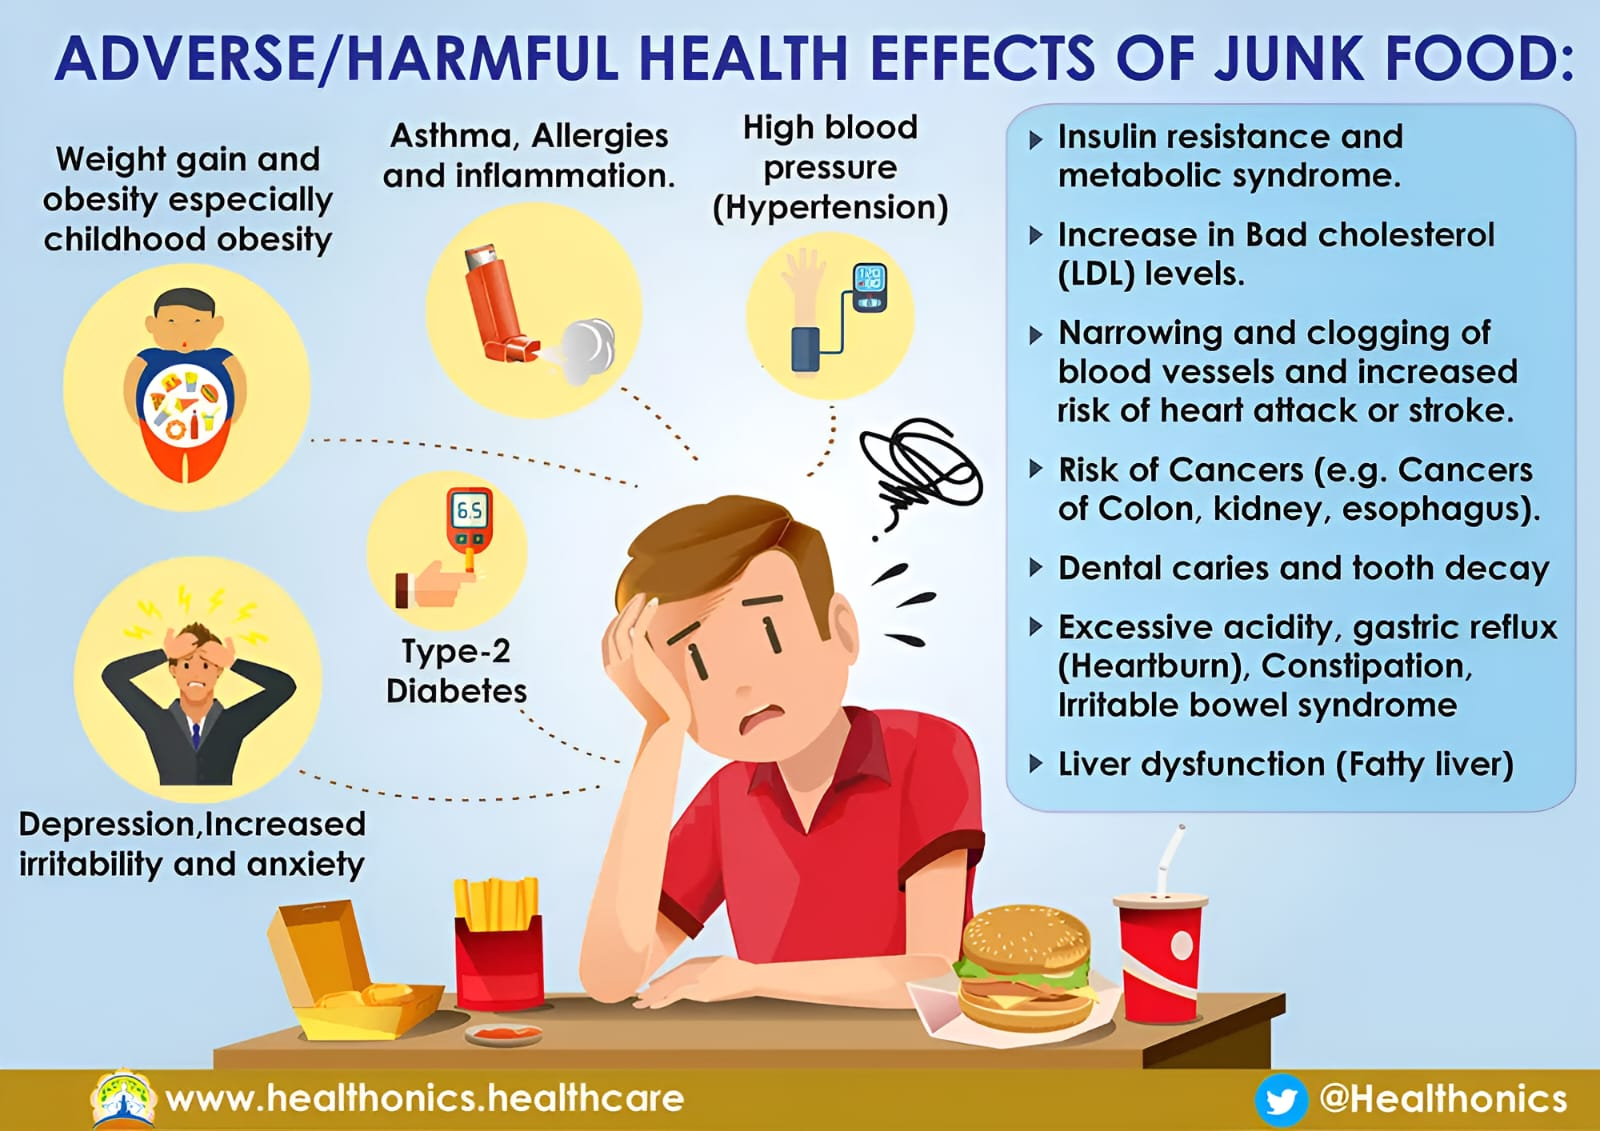 ADVERSE/HARMFUL HEALTH EFFECTS OF JUNK FOOD:
Weight gain and
obesity especially
childhood obesity
Asthma, Allergies
and inflammation.
High blood
pressure
(Hypertension)
6.5
Type-2
Diabetes
Depression,Increased
irritability and anxiety
Insulin resistance and
metabolic syndrome.
Increase in Bad cholesterol
(LDL) levels.
Narrowing and clogging of
blood vessels and increased
risk of heart attack or stroke.
Risk of Cancers (e.g. Cancers
of Colon, kidney, esophagus).
Dental caries and tooth decay
Excessive acidity, gastric reflux
(Heartburn), Constipation,
Irritable bowel syndrome
Liver dysfunction (Fatty liver)
www.healthonics.healthcare
@Healthonics